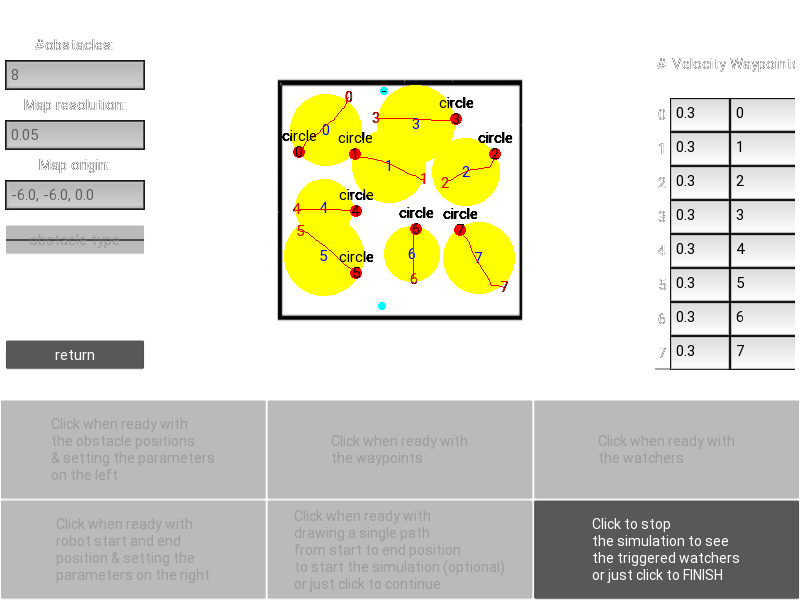 #obstacles:
8
Map resolution:
0.05
Map origin:
-6.0, -6.0, 0.0
obstacle type
return
0
circle
3
3
circle
0
circle
0
3
circle
1
1
1
circle
2
2
2
circle
4
4
4
circle
5
5
circle
5
circle
6
6
6
circle
7
7
7
# Velocity Waypoints
0 0.3 0
1 0.3 1
2 0.3 2
3 0.3 3
4 0.3 4
5 0.3 5
6 0.3 6
7 0.3 7
Click when ready with
the obstacle positions
& setting the parameters
on the left
Click when ready with
the waypoints
Click when ready with
the watchers
Click when ready with
robot start and end
position & setting the
parameters on the right
Click when ready with
drawing a single path
from start to end position
to start the simulation (optional)
or just click to continue
Click to stop
the simulation to see
the triggered watchers
or just click to FINISH